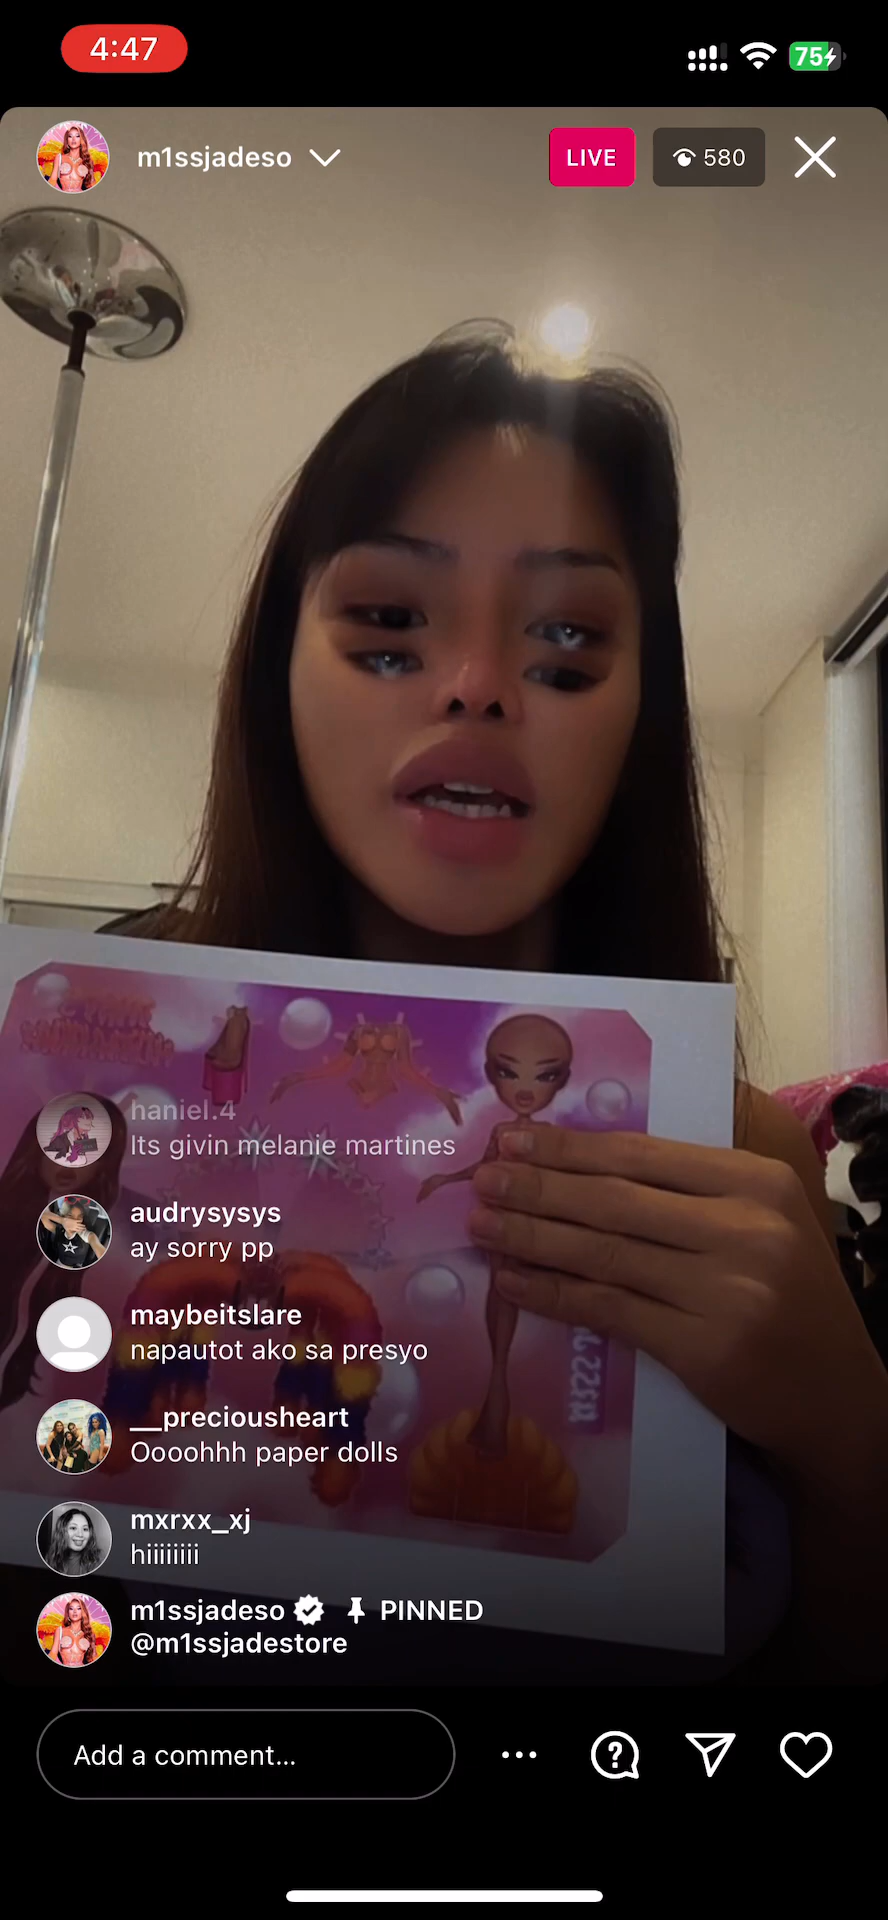 4:47
75
m1ssjadeso
LIVE
580
haniel.4
Its givin melanie martines
audrysysys
ay sorry pp
maybeitslare
napautot ako sa presyo
__preciousheart
Oooohhh paper dolls
mxrxx_xj
hiiiiiiii
m1ssjadeso PINNED
@m1ssjadestore
Add a comment...